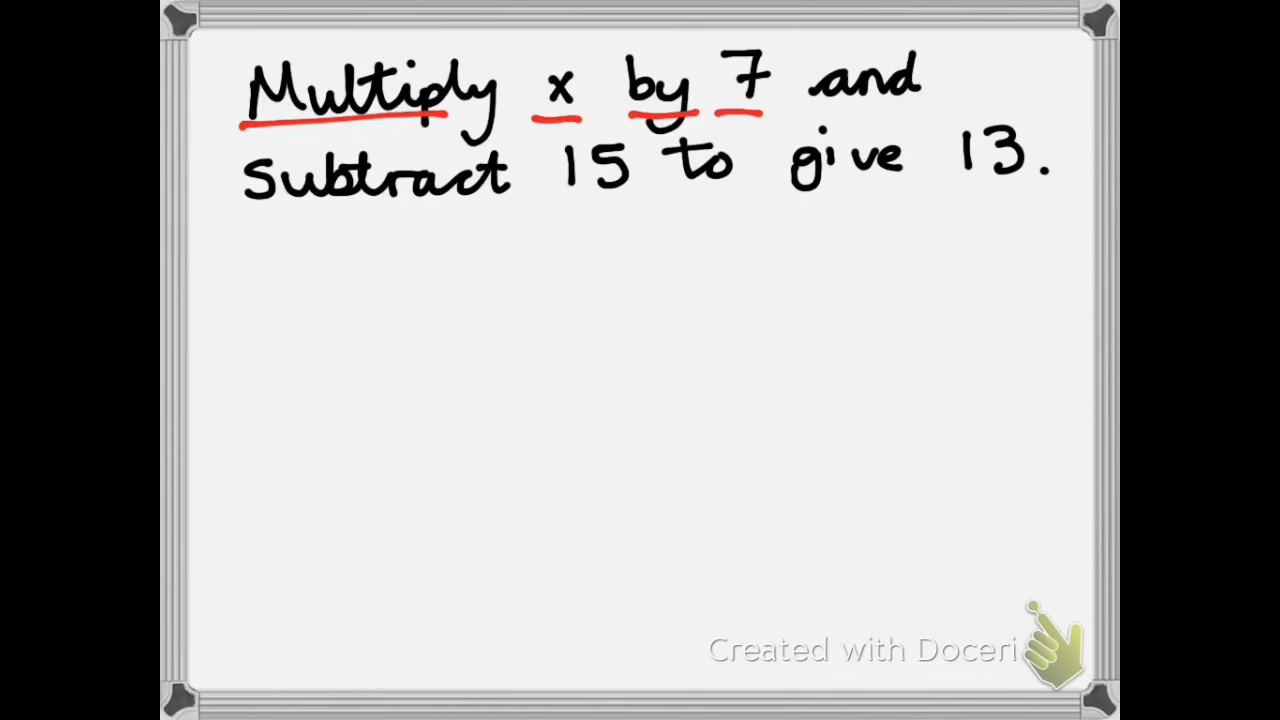 Multiply x by 7 and
subtract 15 to give 13.
Created with Doceri